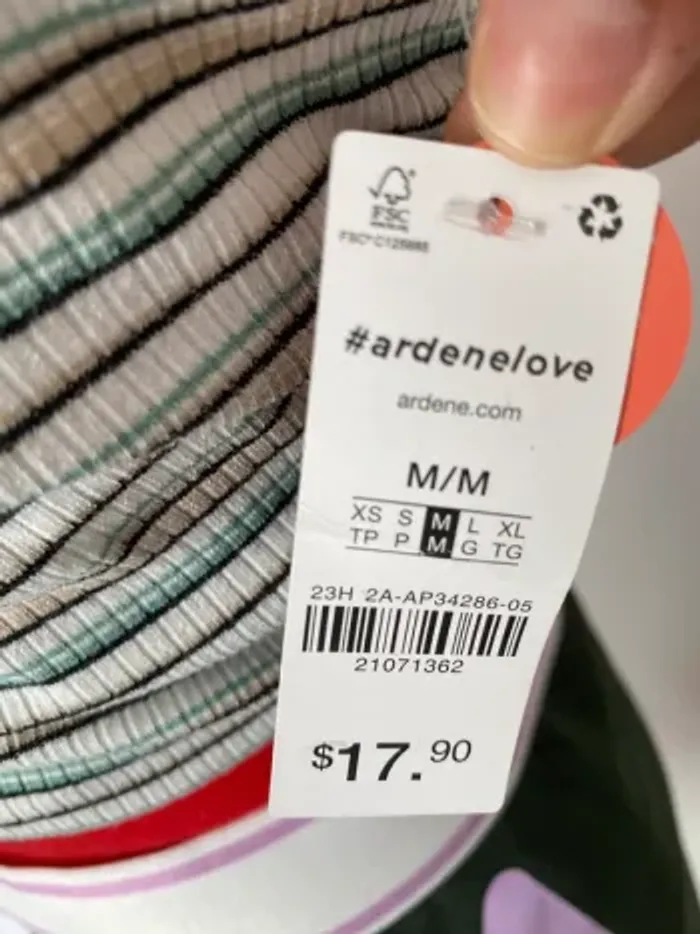 FSC
#ardenelove
ardene.com
M/M
XS S M L XL
TP P M G TG
23H 2A-AP34286-05
21071362
$17.90